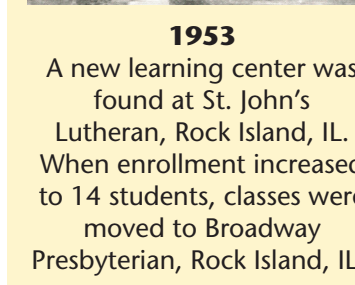 1953
A new learning center was
found at St. John’s
Lutheran, Rock Island, IL.
When enrollment increased
to 14 students, classes were
moved to Broadway
Presbyterian, Rock Island, IL